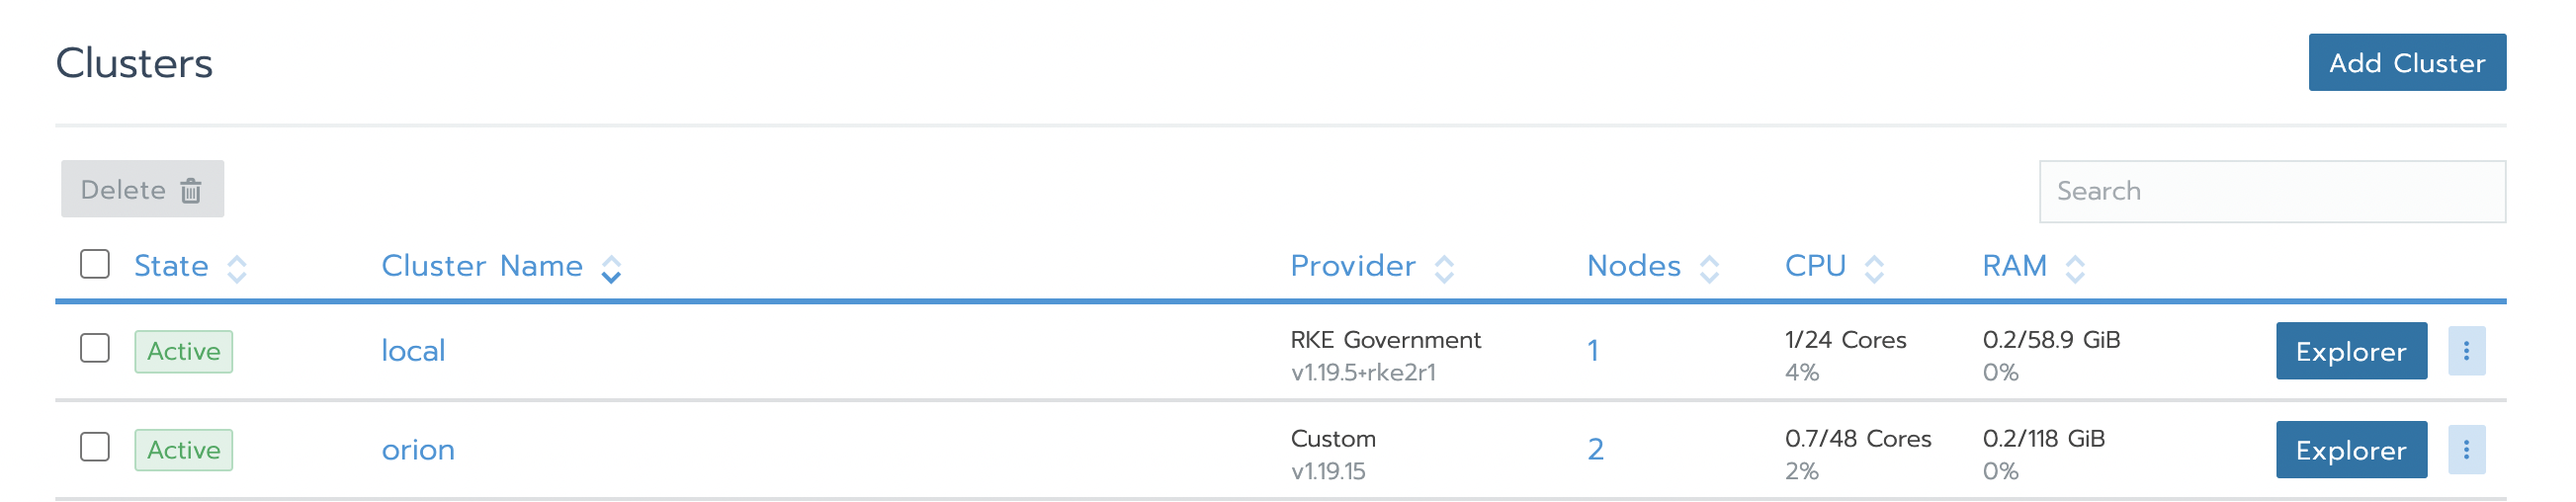 Clusters
Add Cluster
Delete
Search
State Cluster Name Provider Nodes CPU RAM
Active local RKE Government 1 1/24 Cores 0.2/58.9 GiB Explorer
v1.19.5+rke2r1 4% 0%
Active orion Custom 2 0.7/48 Cores 0.2/118 GiB Explorer
v1.19.15 2% 0%